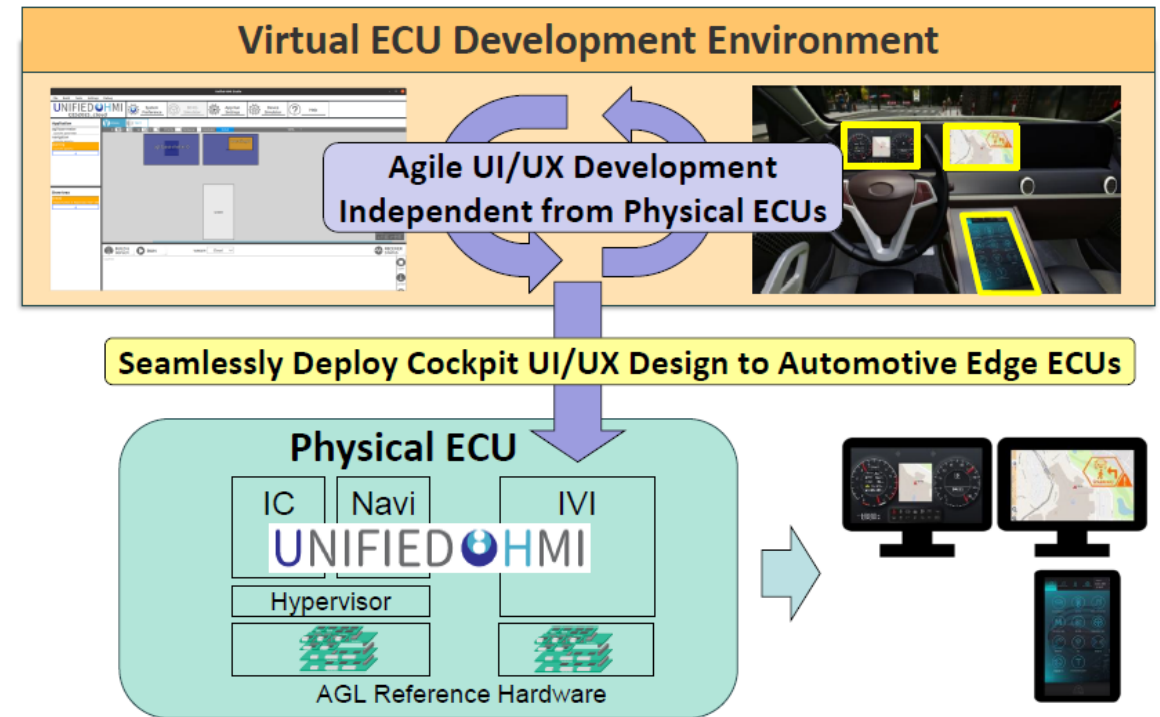 Virtual ECU Development Environment
UNIFIED HMI
Agile UI/UX Development
Independent from Physical ECUs
Seamlessly Deploy Cockpit UI/UX Design to Automotive Edge ECUs
Physical ECU
IC
Navi
IVI
UNIFIED HMI
Hypervisor
AGL Reference Hardware